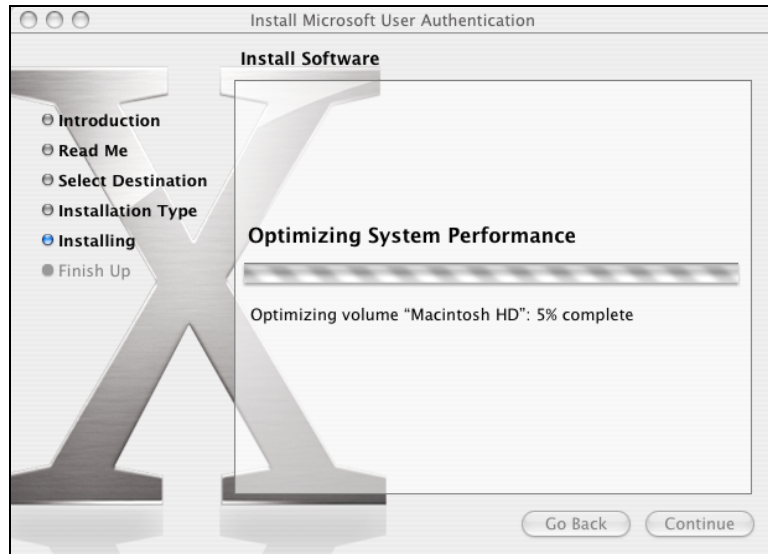 Install Microsoft User Authentication
Install Software
Introduction
Read Me
Select Destination
Installation Type
Installing
Finish Up
Optimizing System Performance
Optimizing volume “Macintosh HD”: 5% complete
Go Back
Continue